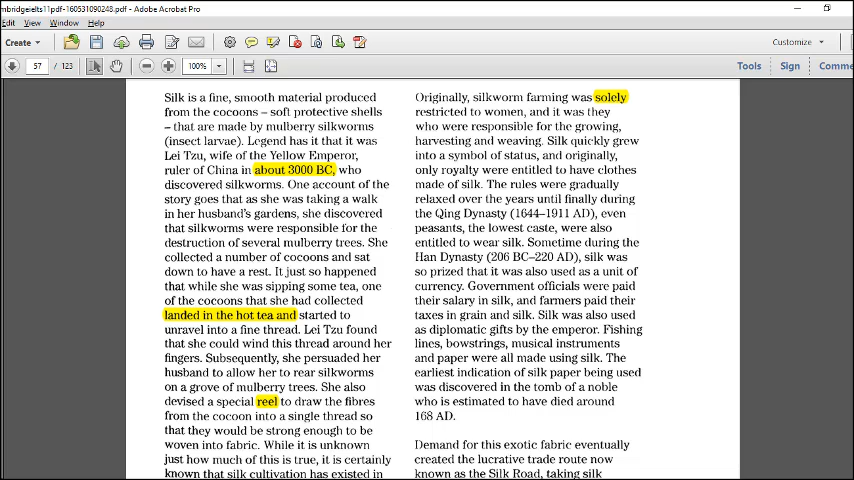 mbridgeielts11pdf-160531090248.pdf - Adobe Acrobat Pro
Edit View Window Help
Create
Customize
57 / 123
100%
Tools Sign Comme
Silk is a fine, smooth material produced
from the cocoons – soft protective shells
– that are made by mulberry silkworms
(insect larvae). Legend has it that it was
Lei Tzu, wife of the Yellow Emperor,
ruler of China in about 3000 BC, who
discovered silkworms. One account of the
story goes that as she was taking a walk
in her husband's gardens, she discovered
that silkworms were responsible for the
destruction of several mulberry trees. She
collected a number of cocoons and sat
down to have a rest. It just so happened
that while she was sipping some tea, one
of the cocoons that she had collected
landed in the hot tea and started to
unravel into a fine thread. Lei Tzu found
that she could wind this thread around her
fingers. Subsequently, she persuaded her
husband to allow her to rear silkworms
on a grove of mulberry trees. She also
devised a special reel to draw the fibres
from the cocoon into a single thread so
that they would be strong enough to be
woven into fabric. While it is unknown
just how much of this is true, it is certainly
known that silk cultivation has existed in
Originally, silkworm farming was solely
restricted to women, and it was they
who were responsible for the growing,
harvesting and weaving. Silk quickly grew
into a symbol of status, and originally,
only royalty were entitled to have clothes
made of silk. The rules were gradually
relaxed over the years until finally during
the Qing Dynasty (1644–1911 AD), even
peasants, the lowest caste, were also
entitled to wear silk. Sometime during the
Han Dynasty (206 BC–220 AD), silk was
so prized that it was also used as a unit of
currency. Government officials were paid
their salary in silk, and farmers paid their
taxes in grain and silk. Silk was also used
as diplomatic gifts by the emperor. Fishing
lines, bowstrings, musical instruments
and paper were all made using silk. The
earliest indication of silk paper being used
was discovered in the tomb of a noble
who is estimated to have died around
168 AD.
Demand for this exotic fabric eventually
created the lucrative trade route now
known as the Silk Road, taking silk